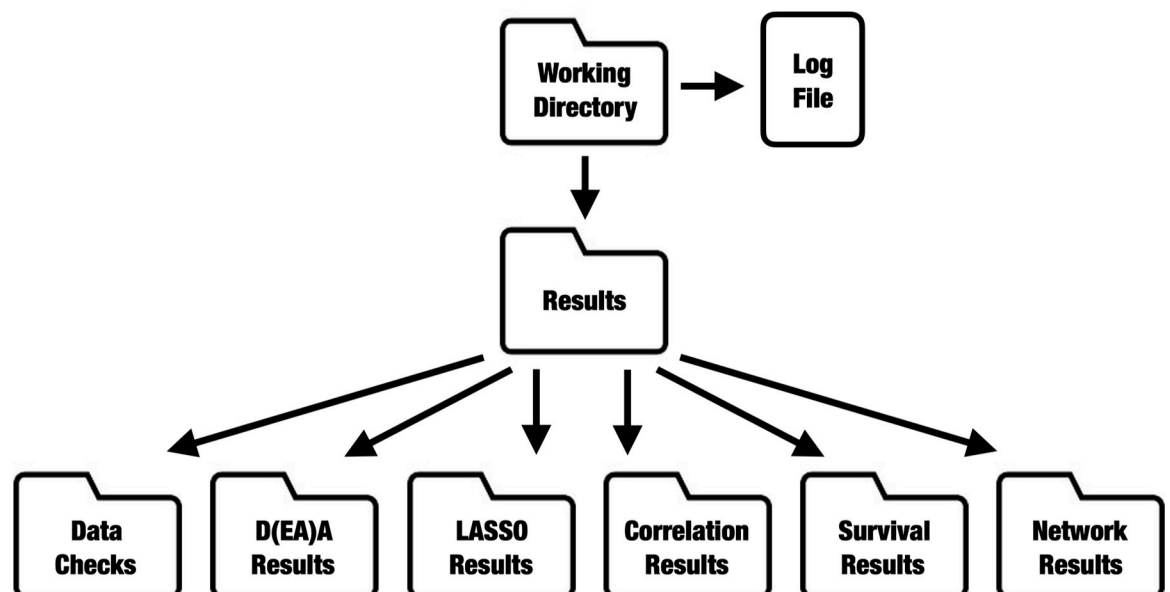 Working
Directory
Log
File
Results
Data
Checks
D(EA)A
Results
LASSO
Results
Correlation
Results
Survival
Results
Network
Results